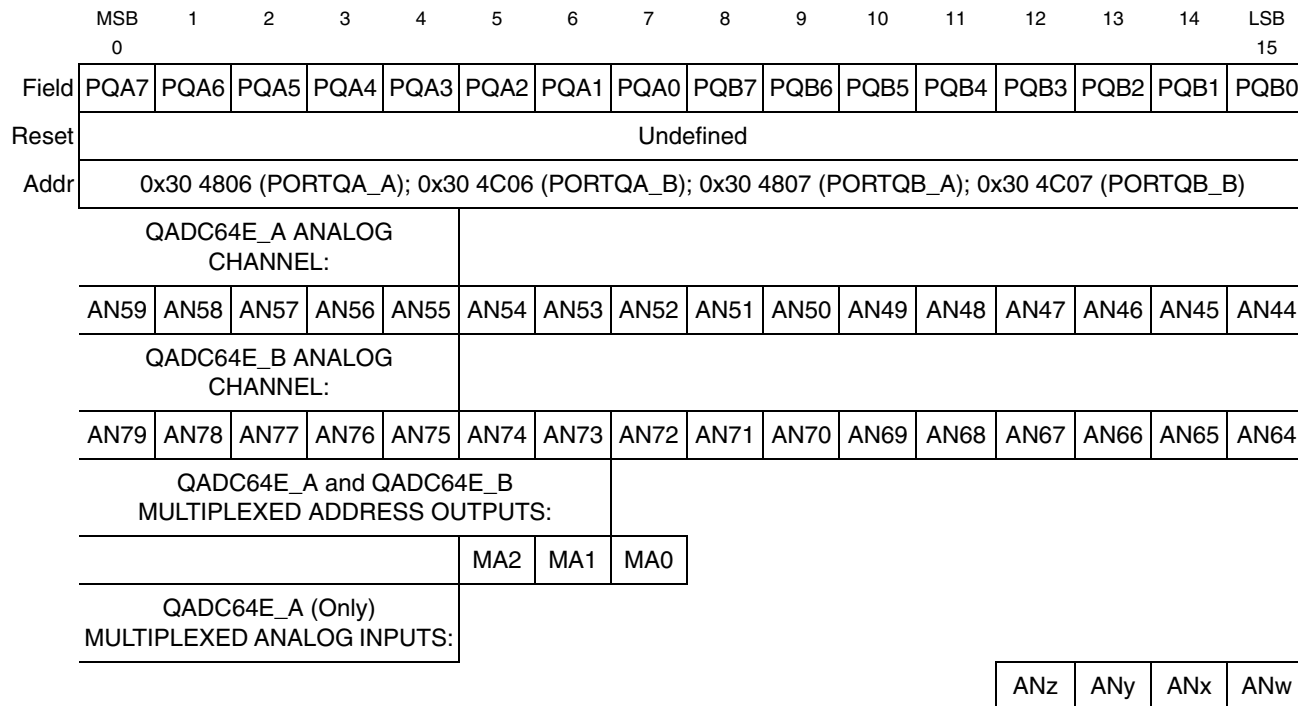 MSB 1 2 3 4 5 6 7 8 9 10 11 12 13 14 LSB
0 15
Field PQA7 PQA6 PQA5 PQA4 PQA3 PQA2 PQA1 PQA0 PQB7 PQB6 PQB5 PQB4 PQB3 PQB2 PQB1 PQB0
Reset Undefined
Addr 0x30 4806 (PORTQA_A); 0x30 4C06 (PORTQA_B); 0x30 4807 (PORTQB_A); 0x30 4C07 (PORTQB_B)
QADC64E_A ANALOG
CHANNEL:
AN59 AN58 AN57 AN56 AN55 AN54 AN53 AN52 AN51 AN50 AN49 AN48 AN47 AN46 AN45 AN44
QADC64E_B ANALOG
CHANNEL:
AN79 AN78 AN77 AN76 AN75 AN74 AN73 AN72 AN71 AN70 AN69 AN68 AN67 AN66 AN65 AN64
QADC64E_A and QADC64E_B
MULTIPLEXED ADDRESS OUTPUTS:
MA2 MA1 MA0
QADC64E_A (Only)
MULTIPLEXED ANALOG INPUTS:
ANz ANy ANx ANw